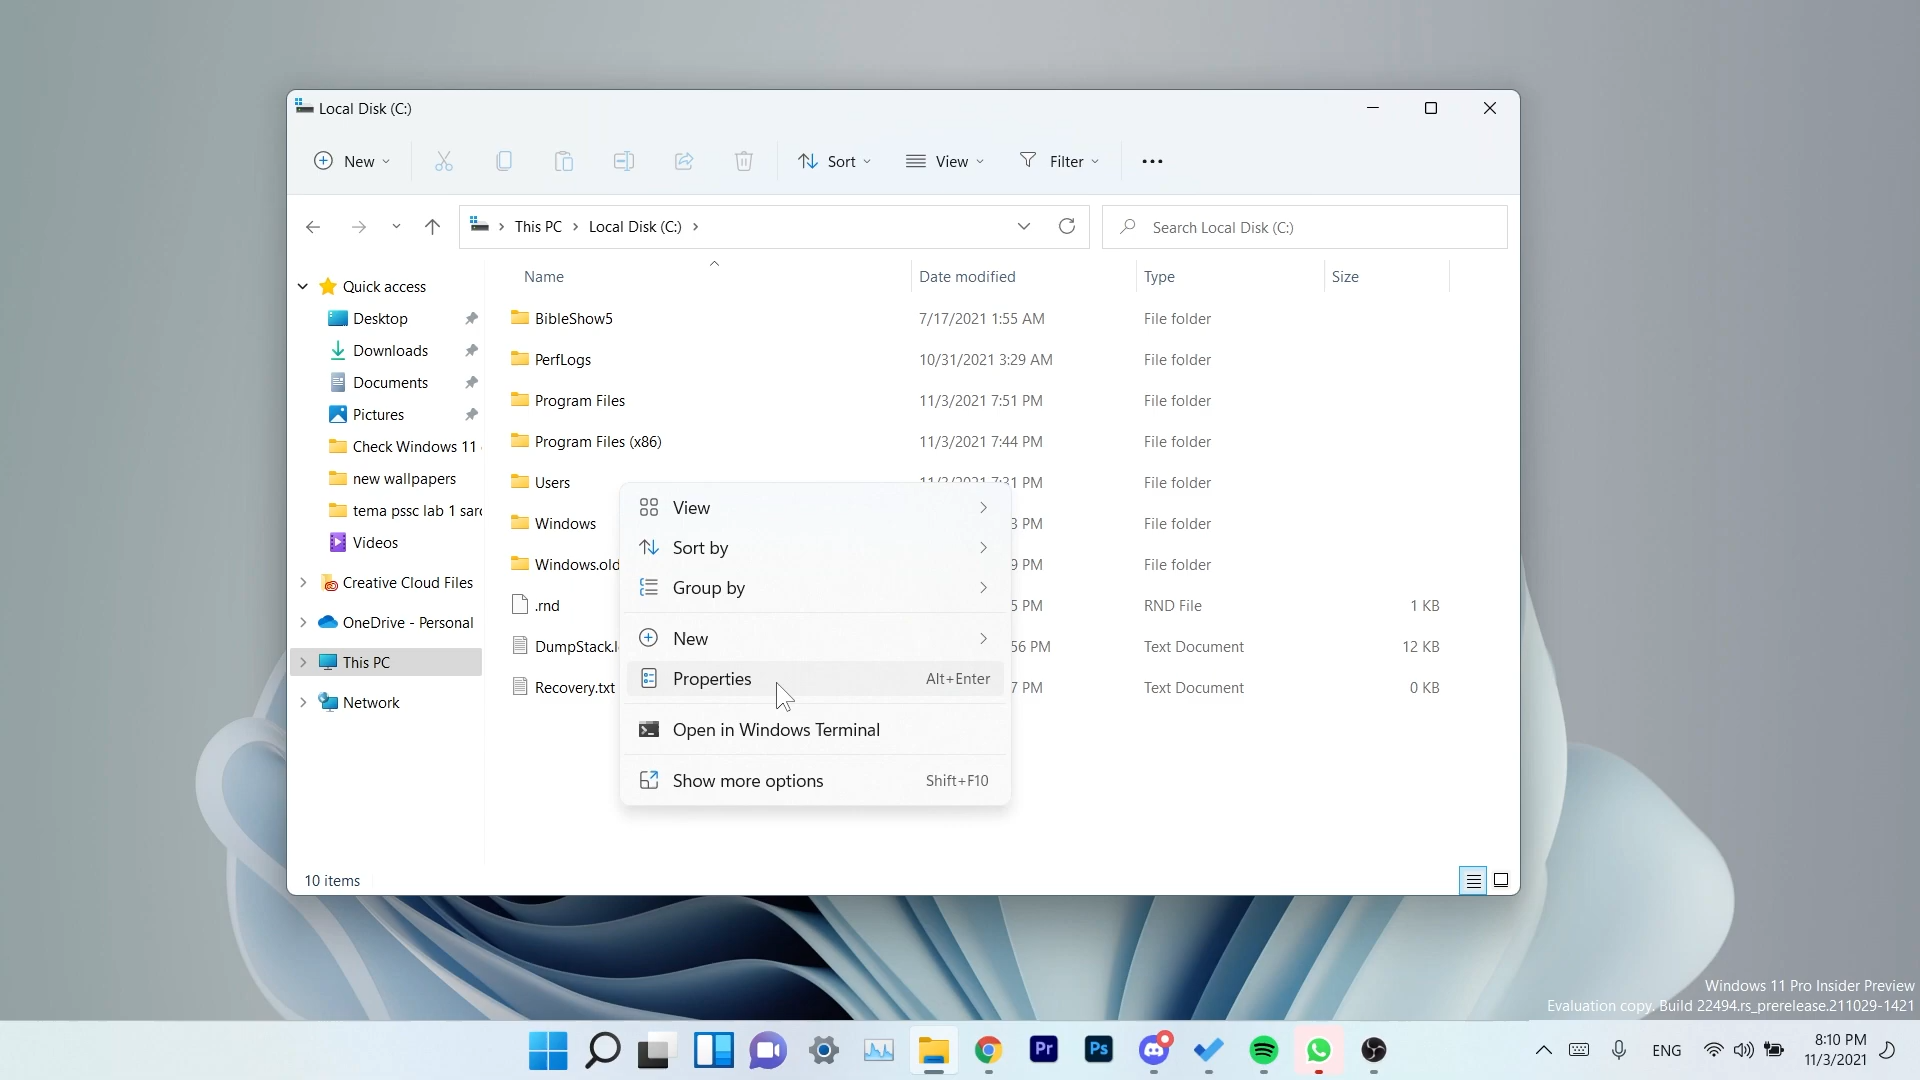 Local Disk (C:)
New Sort View Filter
This PC Local Disk (C:) Search Local Disk (C:)
Name Date modified Type Size
Quick access
Desktop
Downloads
Documents
Pictures
Check Windows 11
new wallpapers
tema pssc lab 1 sar
Videos
Creative Cloud Files
OneDrive - Personal
This PC
Network
BibleShow5 7/17/2021 1:55 AM File folder
PerfLogs 10/31/2021 3:29 AM File folder
Program Files 11/3/2021 7:51 PM File folder
Program Files (x86) 11/3/2021 7:44 PM File folder
Users 11/3/2021 7:31 PM File folder
Windows 3 PM File folder
Windows.old 9 PM File folder
.rnd 5 PM RND File 1 KB
DumpStack.l 56 PM Text Document 12 KB
Recovery.txt 7 PM Text Document 0 KB
View
Sort by
Group by
New
Properties Alt+Enter
Open in Windows Terminal
Show more options Shift+F10
10 items
Windows 11 Pro Insider Preview
Evaluation copy. Build 22494.rs_prerelease.211029-1421
Pr Ps ENG 8:10 PM
11/3/2021